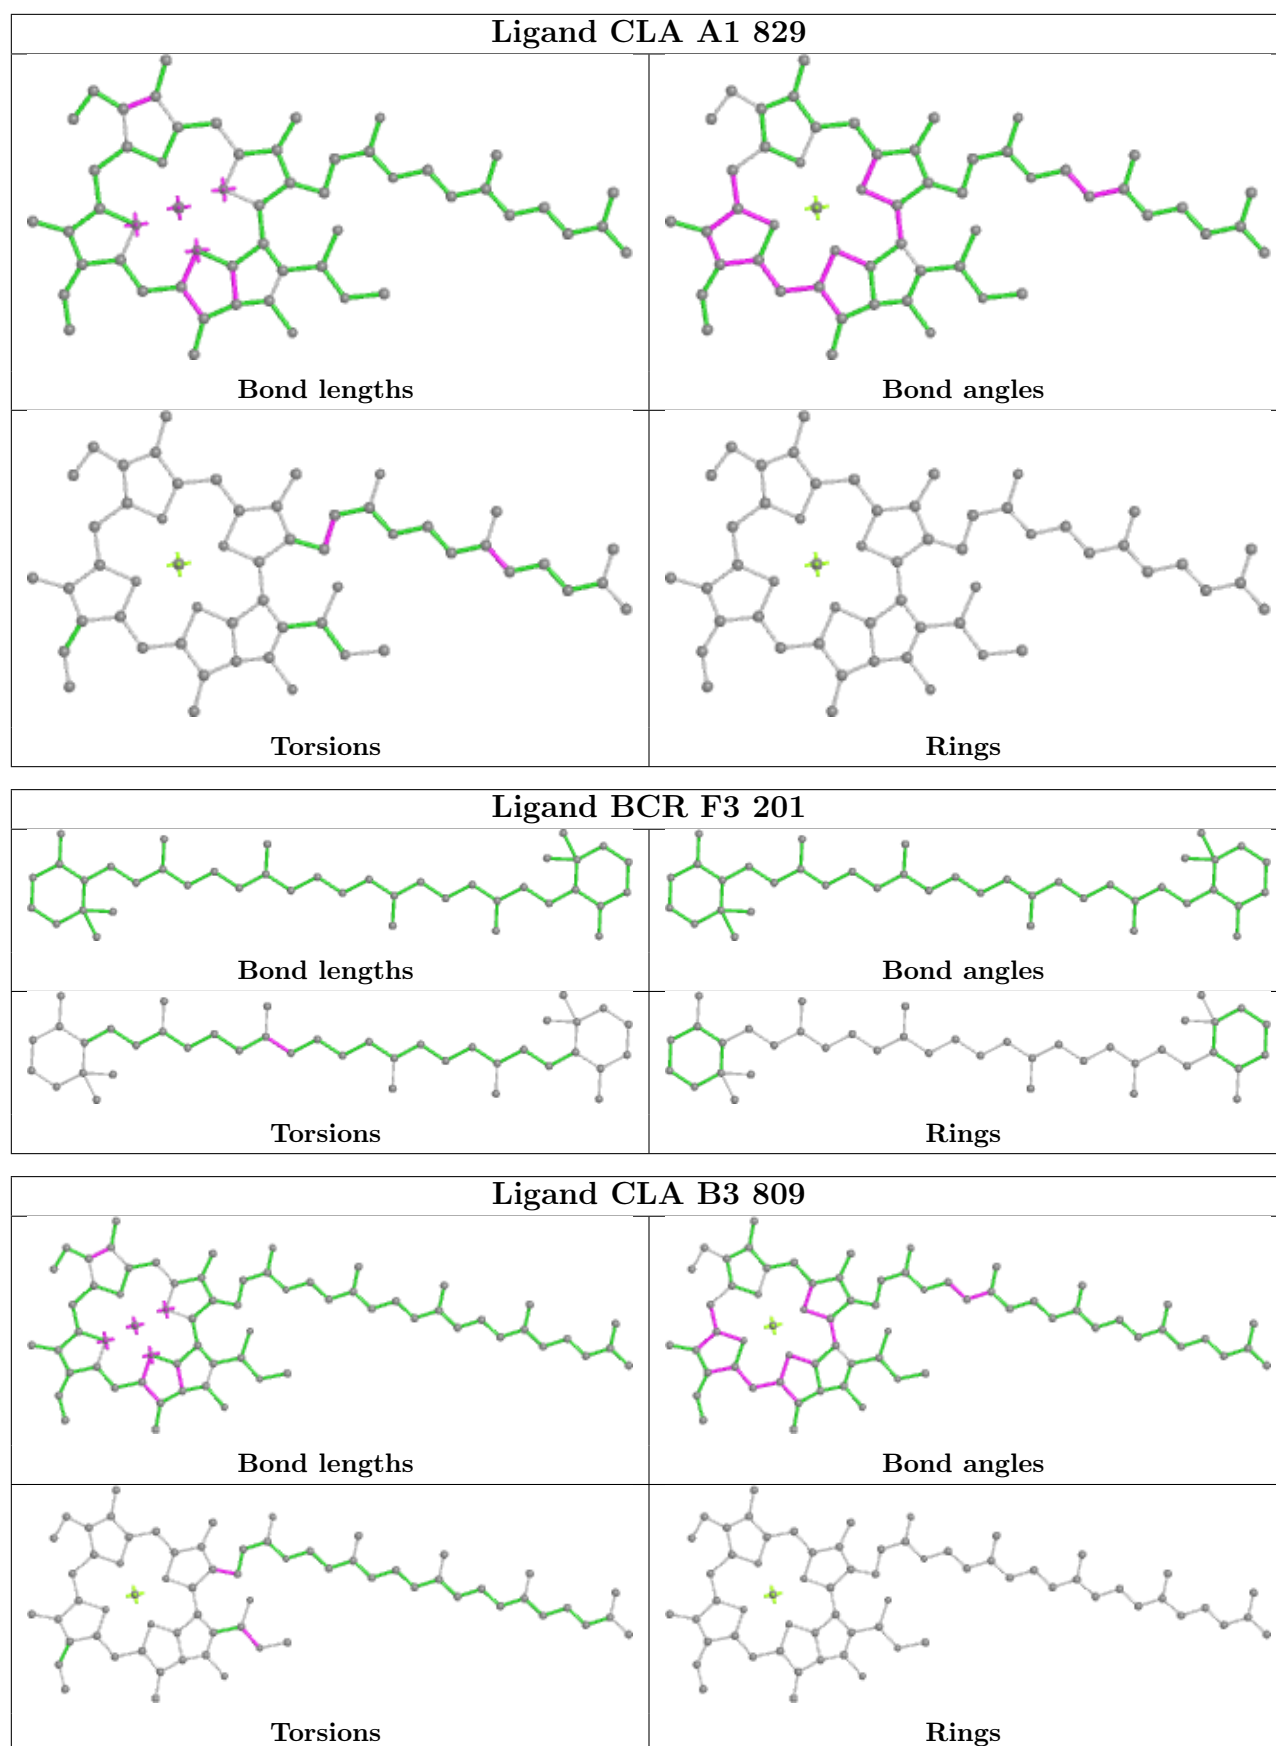 Ligand CLA A1 829
Bond lengths
Bond angles
Torsions
Rings
Ligand BCR F3 201
Bond lengths
Bond angles
Torsions
Rings
Ligand CLA B3 809
Bond lengths
Bond angles
Torsions
Rings